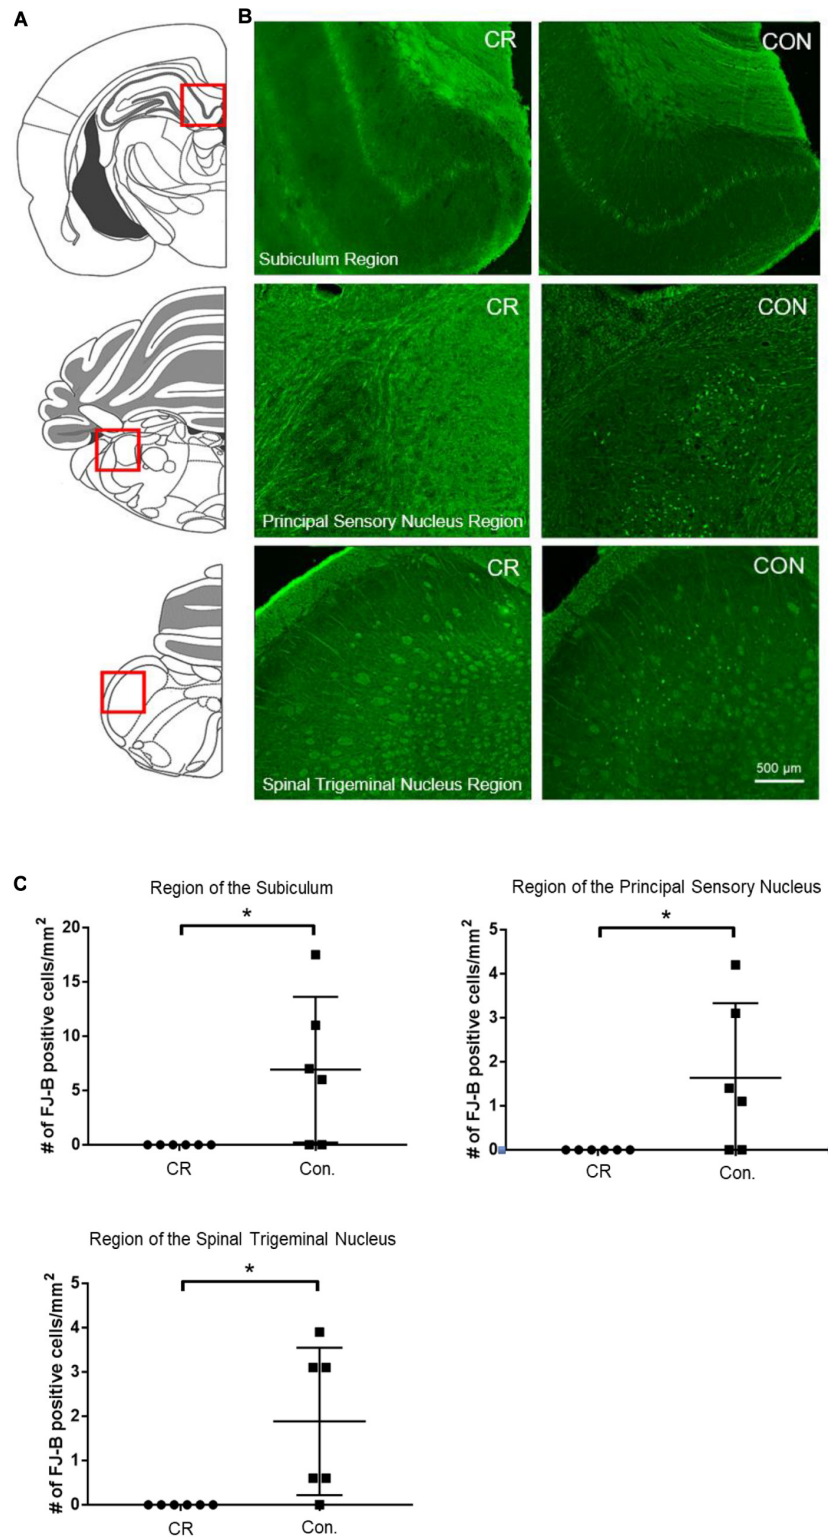 A
B
CR
CON
Subiculum Region
CR
CON
Principal Sensory Nucleus Region
CR
CON
Spinal Trigeminal Nucleus Region
500 µm
C
Region of the Subiculum
*
# of FJ-B positive cells/mm2
20
15
10
5
0
CR
Con.
Region of the Principal Sensory Nucleus
*
# of FJ-B positive cells/mm2
5
4
3
2
1
0
CR
Con.
Region of the Spinal Trigeminal Nucleus
*
# of FJ-B positive cells/mm2
5
4
3
2
1
0
CR
Con.